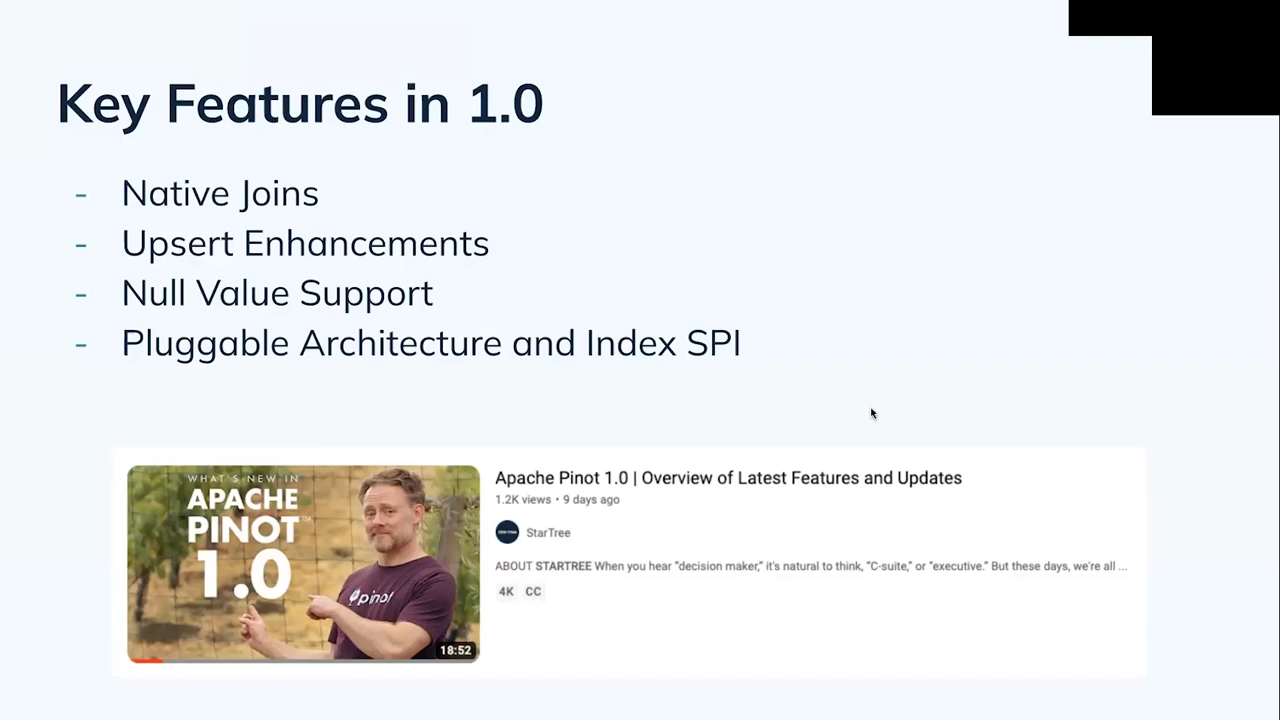 Key Features in 1.0
- Native Joins
- Upsert Enhancements
- Null Value Support
- Pluggable Architecture and Index SPI
WHAT'S NEW IN
APACHE
PINOT™
1.0
pinot
18:52
Apache Pinot 1.0 | Overview of Latest Features and Updates
1.2K views • 9 days ago
StarTree
ABOUT STARTREE When you hear “decision maker,” it's natural to think, “C-suite,” or “executive.” But these days, we're all ...
4K CC